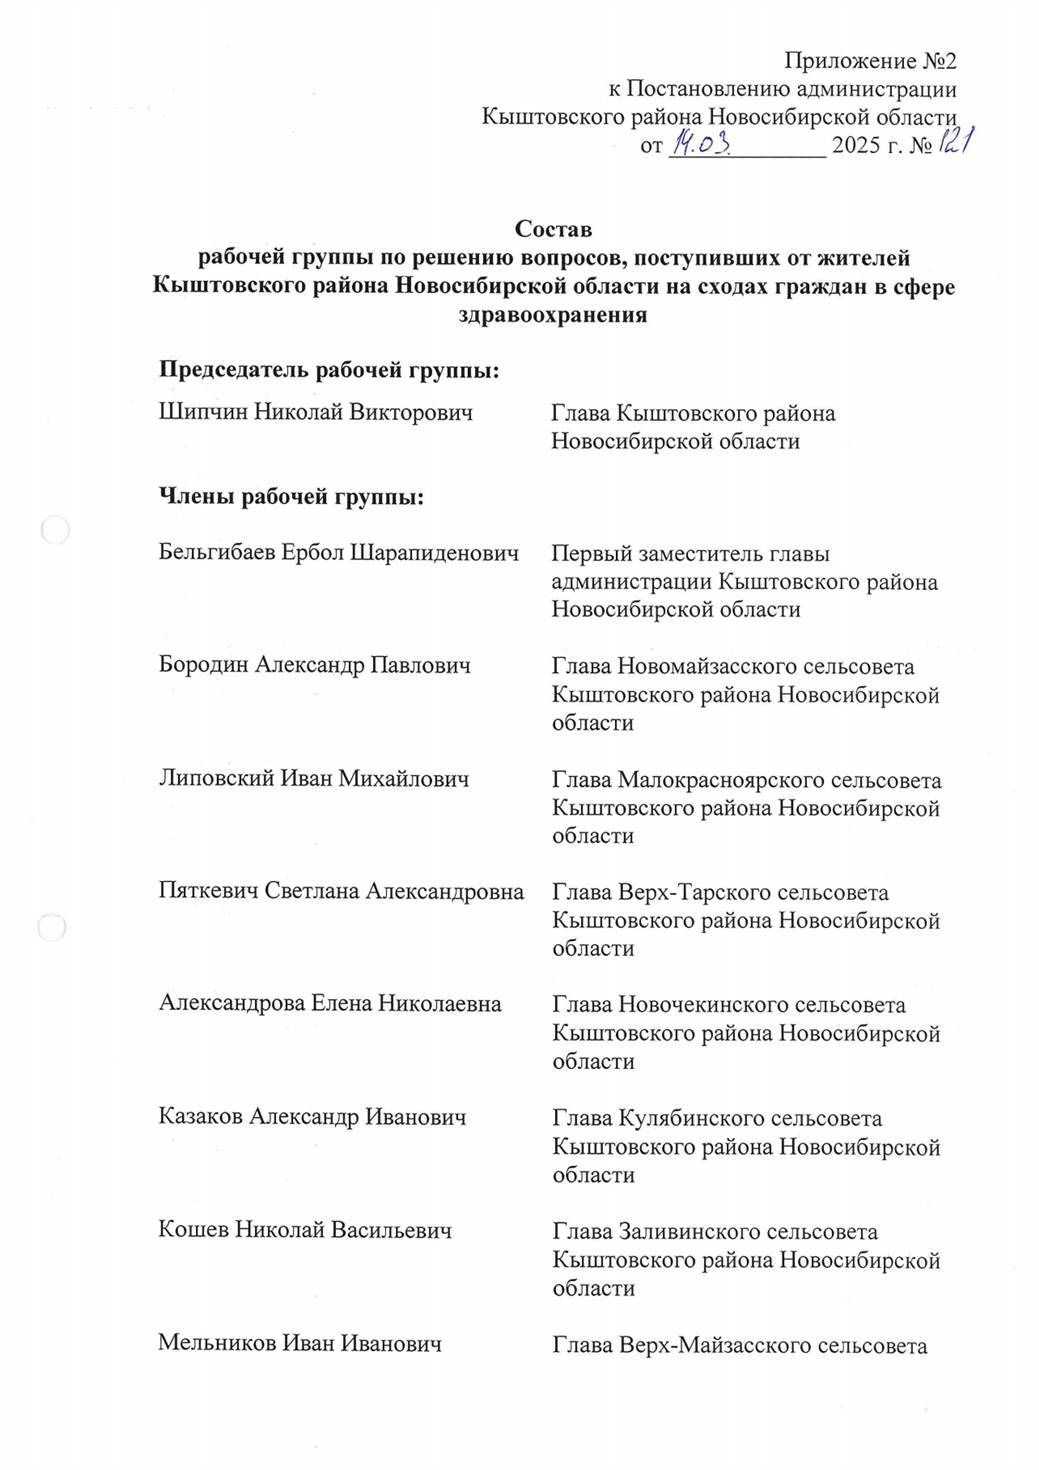 Приложение №2
к Постановлению администрации
Кыштовского района Новосибирской области
от 14.03. 2025 г. № 121
Состав
рабочей группы по решению вопросов, поступивших от жителей
Кыштовского района Новосибирской области на сходах граждан в сфере
здравоохранения
Председатель рабочей группы:
Шипчин Николай Викторович Глава Кыштовского района
Новосибирской области
Члены рабочей группы:
Бельгибаев Ербол Шарапиденович Первый заместитель главы
администрации Кыштовского района
Новосибирской области
Бородин Александр Павлович Глава Новомайзасского сельсовета
Кыштовского района Новосибирской
области
Липовский Иван Михайлович Глава Малокрасноярского сельсовета
Кыштовского района Новосибирской
области
Пяткевич Светлана Александровна Глава Верх-Тарского сельсовета
Кыштовского района Новосибирской
области
Александрова Елена Николаевна Глава Новочекинского сельсовета
Кыштовского района Новосибирской
области
Казаков Александр Иванович Глава Кулябинского сельсовета
Кыштовского района Новосибирской
области
Кошев Николай Васильевич Глава Заливинского сельсовета
Кыштовского района Новосибирской
области
Мельников Иван Иванович Глава Верх-Майзасского сельсовета